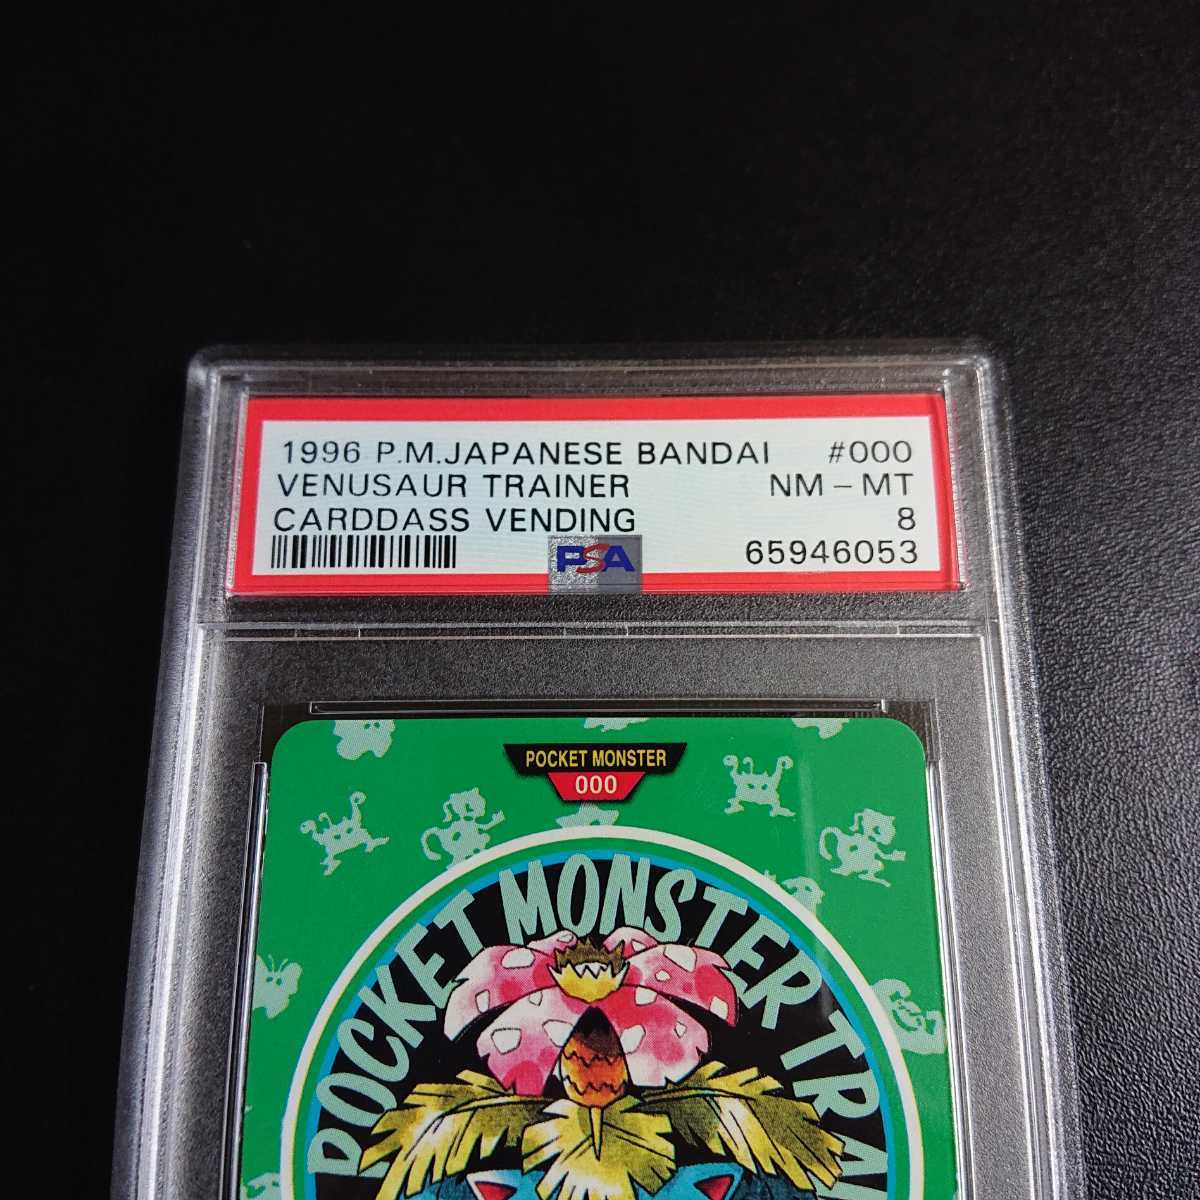 1996 P.M.JAPANESE BANDAI #000
VENUSAUR TRAINER NM - MT
CARDDASS VENDING 8
PSA 65946053
POCKET MONSTER
000
POCKET MONSTER TRA